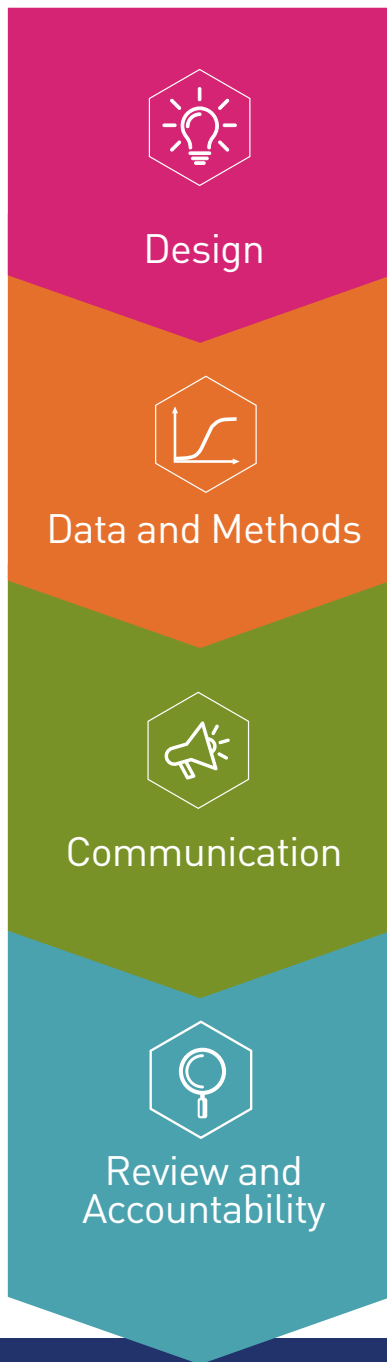 Design
Data and Methods
Communication
Review and
Accountability